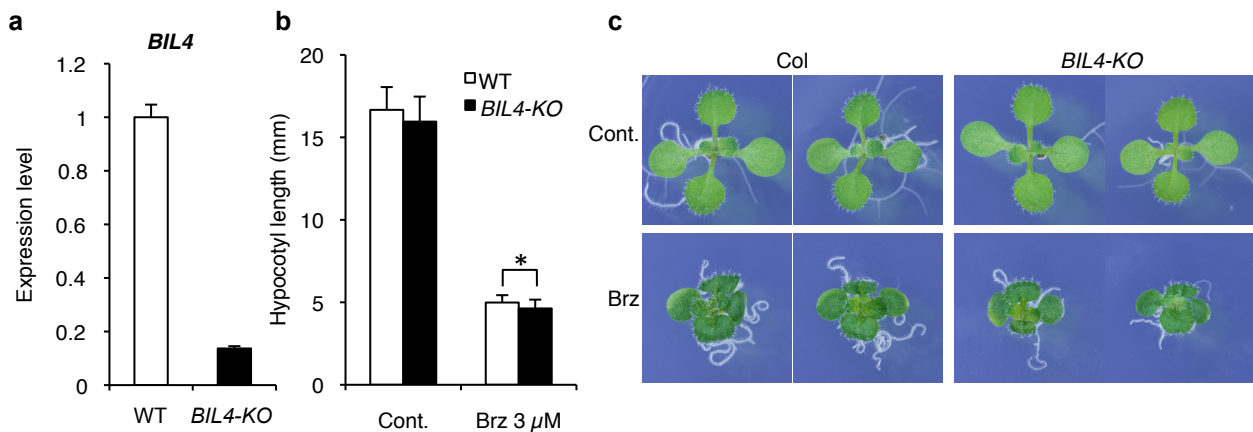 a
BIL4
Expression level
1.2
1
0.8
0.6
0.4
0.2
0
WT
BIL4-KO
b
Hypocotyl length (mm)
20
15
10
5
0
WT
BIL4-KO
*
Cont.
Brz 3 µM
c
Col
BIL4-KO
Cont.
Brz